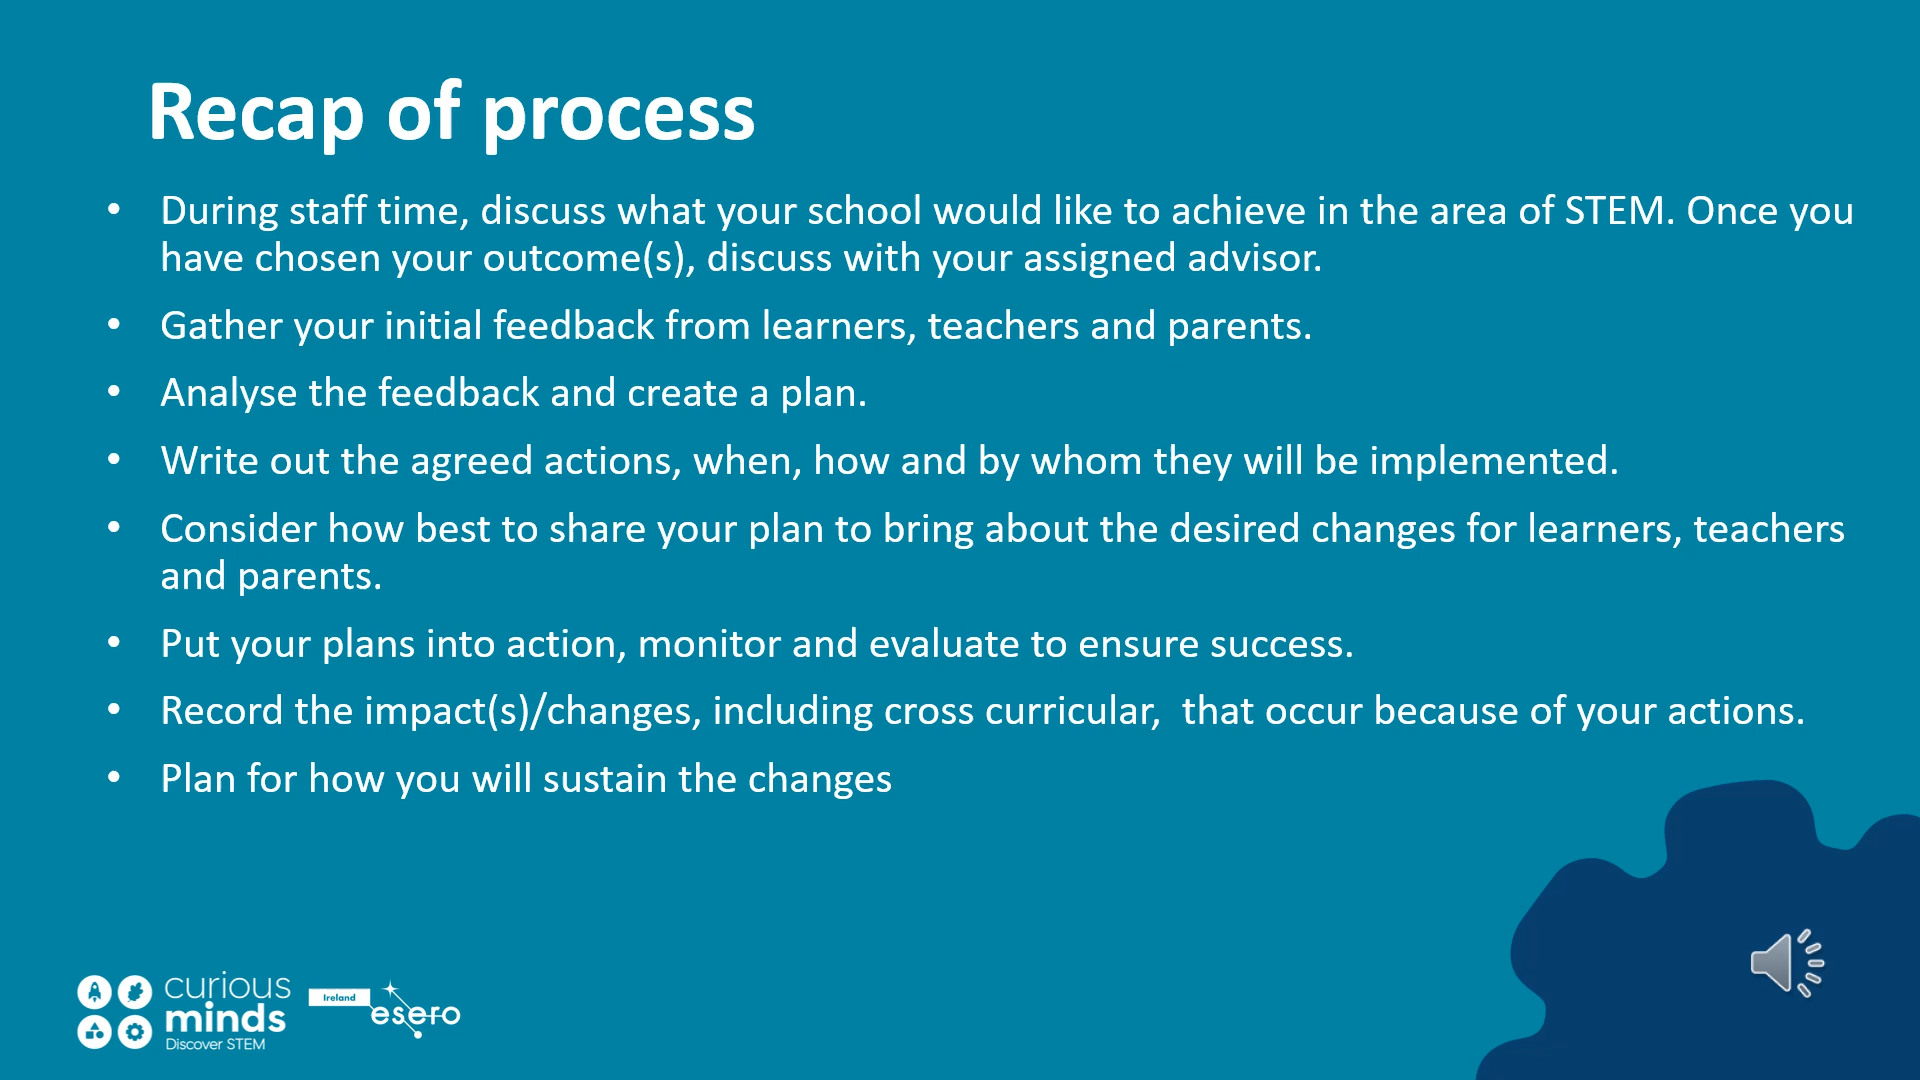 Recap of process
• During staff time, discuss what your school would like to achieve in the area of STEM. Once you
have chosen your outcome(s), discuss with your assigned advisor.
• Gather your initial feedback from learners, teachers and parents.
• Analyse the feedback and create a plan.
• Write out the agreed actions, when, how and by whom they will be implemented.
• Consider how best to share your plan to bring about the desired changes for learners, teachers
and parents.
• Put your plans into action, monitor and evaluate to ensure success.
• Record the impact(s)/changes, including cross curricular,  that occur because of your actions.
• Plan for how you will sustain the changes
curious
minds
Discover STEM
Ireland
esero